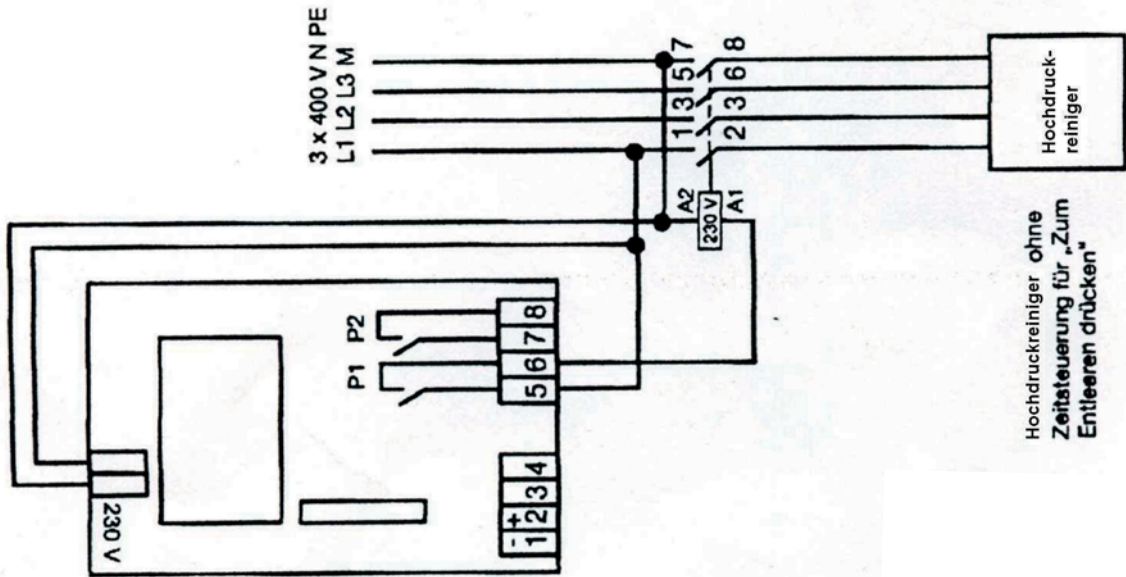 3 x 400 V N PE
L1 L2 L3 M
230 V
P1 P2
- +
1 2 3 4
5 6 7 8
A2
230 V
A1
1 3 5 7
2 3 6 8
Hochdruckreiniger ohne
Zeitsteuerung für „Zum
Entleeren drücken"
Hochdruck-
reiniger